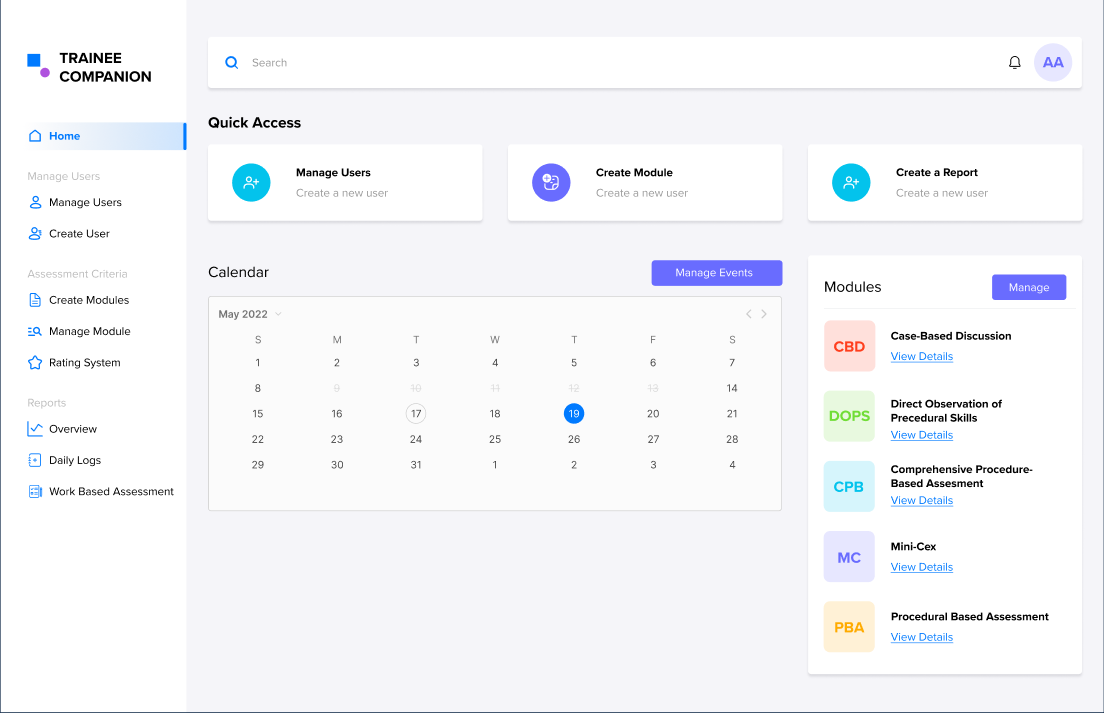 TRAINEE
COMPANION
Home
Manage Users
Manage Users
Create User
Assessment Criteria
Create Modules
Manage Module
Rating System
Reports
Overview
Daily Logs
Work Based Assessment
Search
AA
Quick Access
Manage Users
Create a new user
Create Module
Create a new user
Create a Report
Create a new user
Calendar
Manage Events
May 2022
S M T W T F S
1 2 3 4 5 6 7
8 9 10 11 12 13 14
15 16 17 18 19 20 21
22 23 24 25 26 27 28
29 30 31 1 2 3 4
Modules
Manage
CBD
Case-Based Discussion
View Details
DOPS
Direct Observation of
Precedural Skills
View Details
CPB
Comprehensive Procedure-
Based Assesment
View Details
MC
Mini-Cex
View Details
PBA
Procedural Based Assessment
View Details